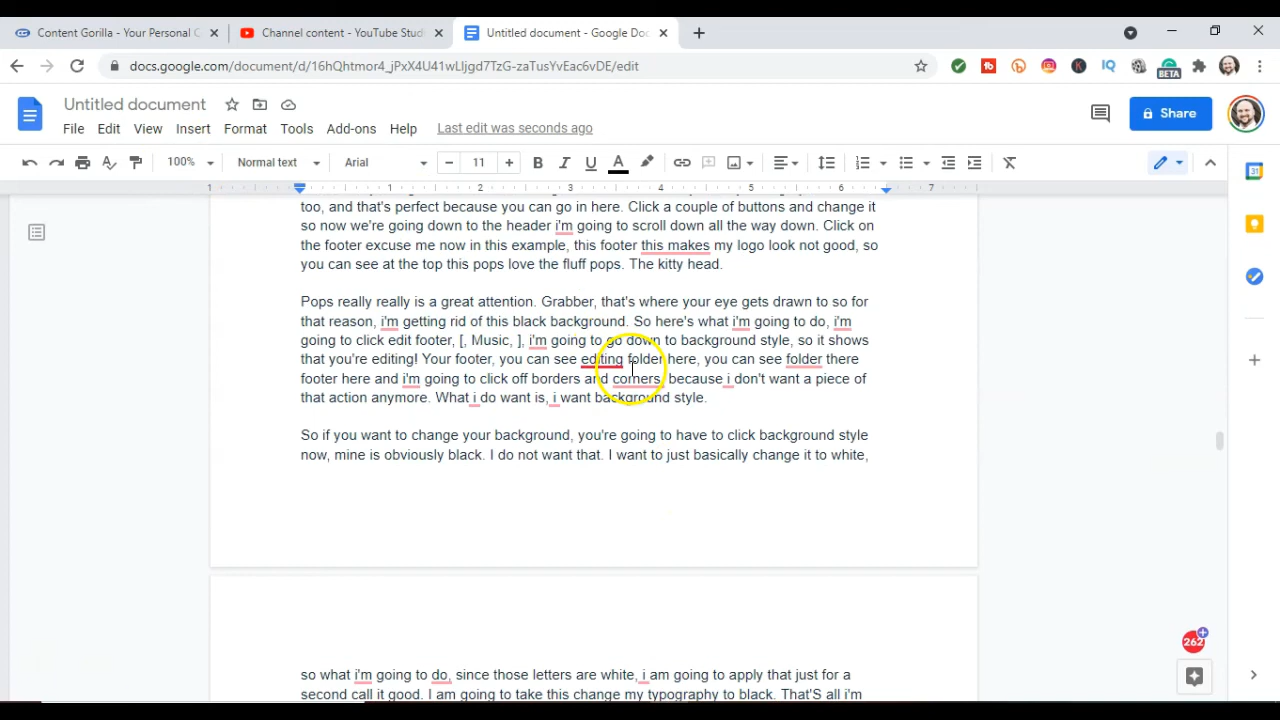 Content Gorilla - Your Personal C
Channel content - YouTube Studi
Untitled document - Google Doc
docs.google.com/document/d/16hQhtmor4_jPxX4U41wLIjgd7TzG-zaTusYvEac6vDE/edit
BETA
Untitled document
File Edit View Insert Format Tools Add-ons Help Last edit was seconds ago
Share
100% Normal text Arial 11
1 1 2 3 4 5 6 7
too, and that's perfect because you can go in here. Click a couple of buttons and change it
so now we're going down to the header i'm going to scroll down all the way down. Click on
the footer excuse me now in this example, this footer this makes my logo look not good, so
you can see at the top this pops love the fluff pops. The kitty head.
Pops really really is a great attention. Grabber, that's where your eye gets drawn to so for
that reason, i'm getting rid of this black background. So here's what i'm going to do, i'm
going to click edit footer, [, Music, ], i'm going to go down to background style, so it shows
that you're editing! Your footer, you can see editing folder here, you can see folder there
footer here and i'm going to click off borders and corners, because i don't want a piece of
that action anymore. What i do want is, i want background style.
So if you want to change your background, you're going to have to click background style
now, mine is obviously black. I do not want that. I want to just basically change it to white,
so what i'm going to do, since those letters are white, i am going to apply that just for a
second call it good. I am going to take this change my typography to black. That'S all i'm
262